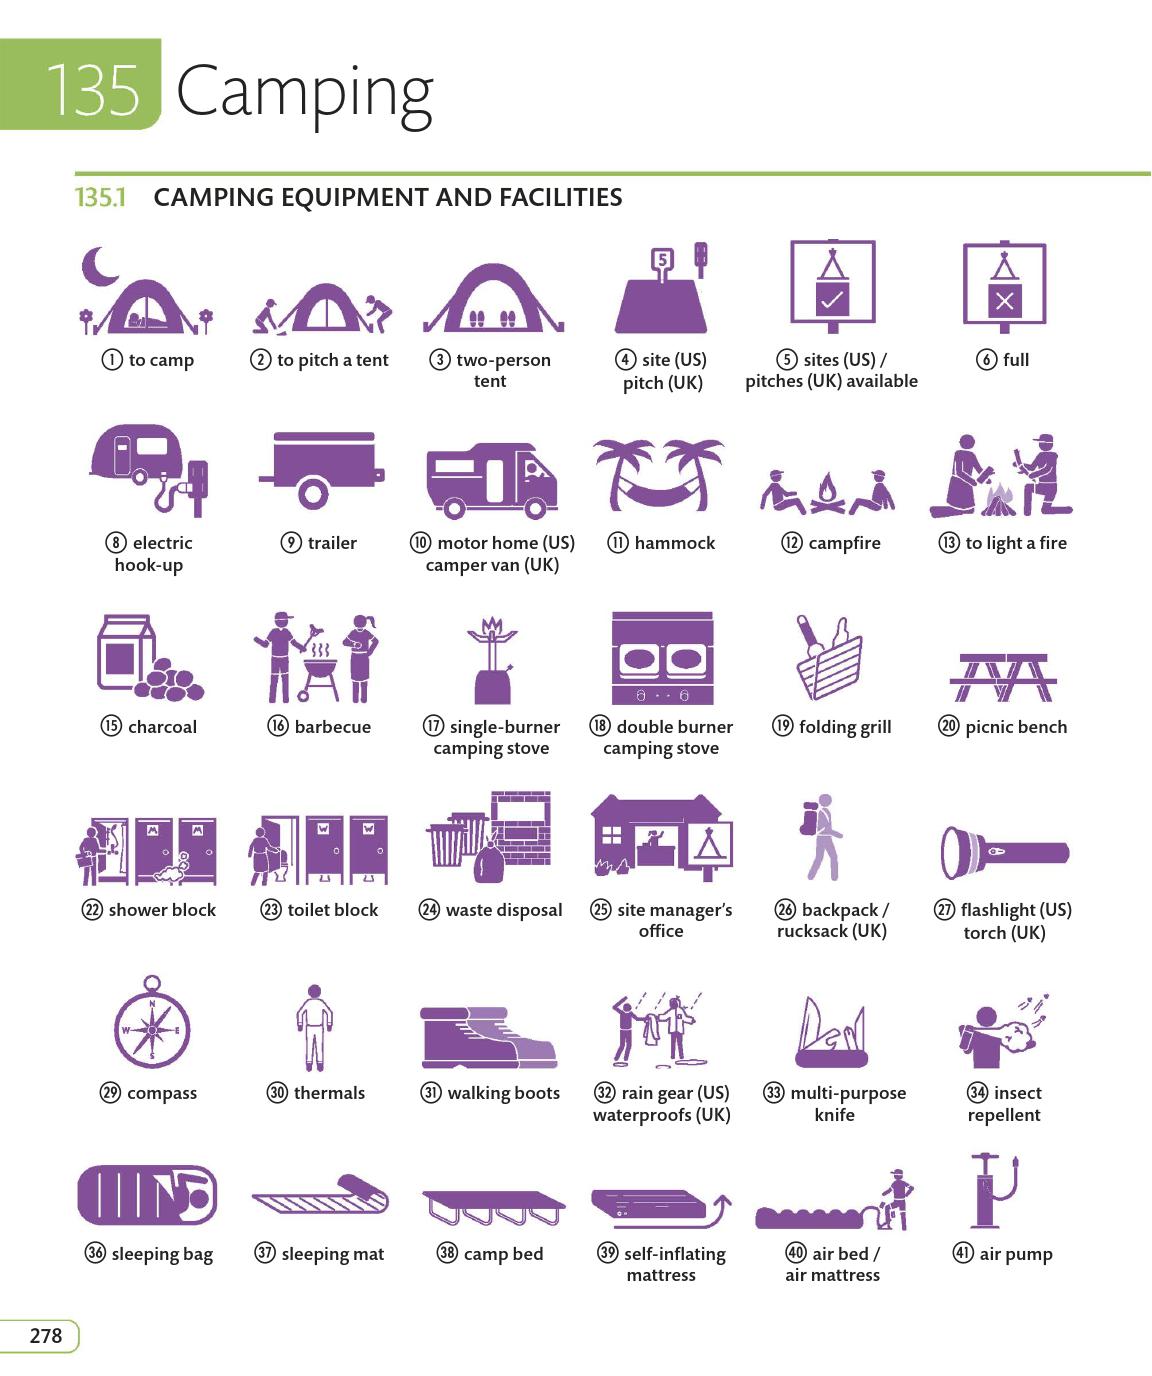 135 Camping
135.1 CAMPING EQUIPMENT AND FACILITIES
5
① to camp
② to pitch a tent
③ two-person
tent
④ site (US)
pitch (UK)
⑤ sites (US) /
pitches (UK) available
⑥ full
⑧ electric
hook-up
⑨ trailer
⑩ motor home (US)
camper van (UK)
⑪ hammock
⑫ campfire
⑬ to light a fire
⑮ charcoal
⑯ barbecue
⑰ single-burner
camping stove
⑱ double burner
camping stove
⑲ folding grill
⑳ picnic bench
M M
W W
㉒ shower block
㉓ toilet block
㉔ waste disposal
㉕ site manager’s
office
㉖ backpack /
rucksack (UK)
㉗ flashlight (US)
torch (UK)
N
W E
S
㉙ compass
㉚ thermals
㉛ walking boots
㉜ rain gear (US)
waterproofs (UK)
㉝ multi-purpose
knife
㉞ insect
repellent
㊱ sleeping bag
㊲ sleeping mat
㊳ camp bed
㊴ self-inflating
mattress
㊵ air bed /
air mattress
㊶ air pump
278